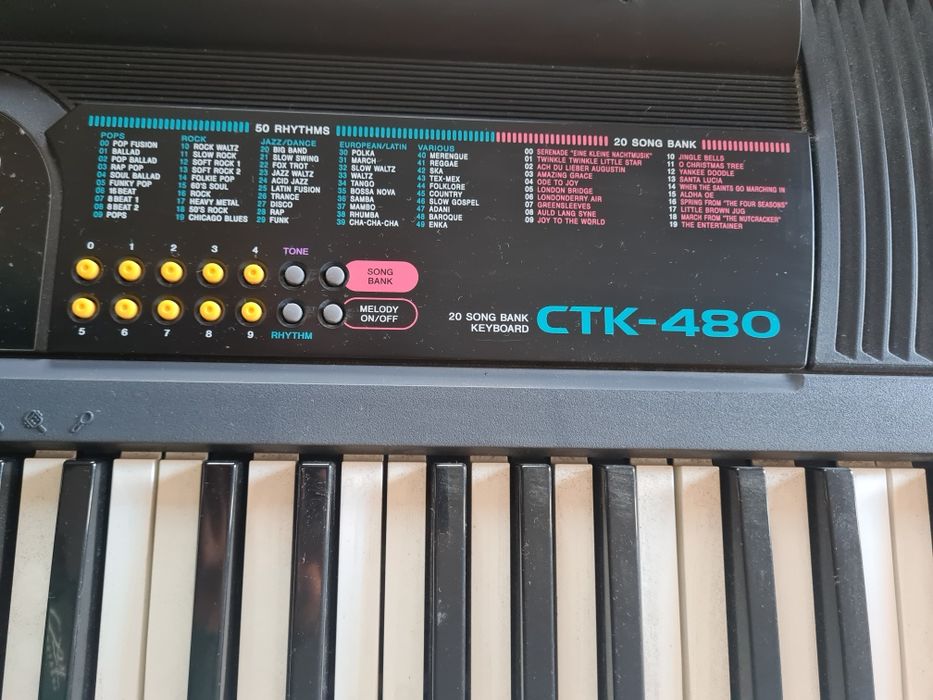 50 RHYTHMS
20 SONG BANK
POPS
00 POP FUSION
01 BALLAD
02 POP BALLAD
03 RAP POP
04 SOUL BALLAD
05 FUNKY POP
06 16 BEAT
07 8 BEAT 1
08 8 BEAT 2
09 POPS
ROCK
10 ROCK WALTZ
11 SLOW ROCK
12 SOFT ROCK 1
13 SOFT ROCK 2
14 FOLKIE POP
15 60'S SOUL
16 ROCK
17 HEAVY METAL
18 50'S ROCK
19 CHICAGO BLUES
JAZZ/DANCE
20 BIG BAND
21 SLOW SWING
22 FOX TROT
23 JAZZ WALTZ
24 ACID JAZZ
25 LATIN FUSION
26 TRANCE
27 DISCO
28 RAP
29 FUNK
EUROPEAN/LATIN
30 POLKA
31 MARCH
32 SLOW WALTZ
33 WALTZ
34 TANGO
35 BOSSA NOVA
36 SAMBA
37 MAMBO
38 RHUMBA
39 CHA-CHA-CHA
VARIOUS
40 MERENGUE
41 REGGAE
42 SKA
43 TEX-MEX
44 FOLKLORE
45 COUNTRY
46 SLOW GOSPEL
47 ADANI
48 BAROQUE
49 ENKA
00 SERENADE "EINE KLEINE NACHTMUSIK"
01 TWINKLE TWINKLE LITTLE STAR
02 ACH DU LIEBER AUGUSTIN
03 AMAZING GRACE
04 ODE TO JOY
05 LONDON BRIDGE
06 LONDONDERRY AIR
07 GREENSLEEVES
08 AULD LANG SYNE
09 JOY TO THE WORLD
10 JINGLE BELLS
11 O CHRISTMAS TREE
12 YANKEE DOODLE
13 SANTA LUCIA
14 WHEN THE SAINTS GO MARCHING IN
15 ALOHA OE
16 SPRING FROM "THE FOUR SEASONS"
17 LITTLE BROWN JUG
18 MARCH FROM "THE NUTCRACKER"
19 THE ENTERTAINER
0 1 2 3 4
TONE
SONG
BANK
MELODY
ON/OFF
5 6 7 8 9
RHYTHM
20 SONG BANK
KEYBOARD
CTK-480